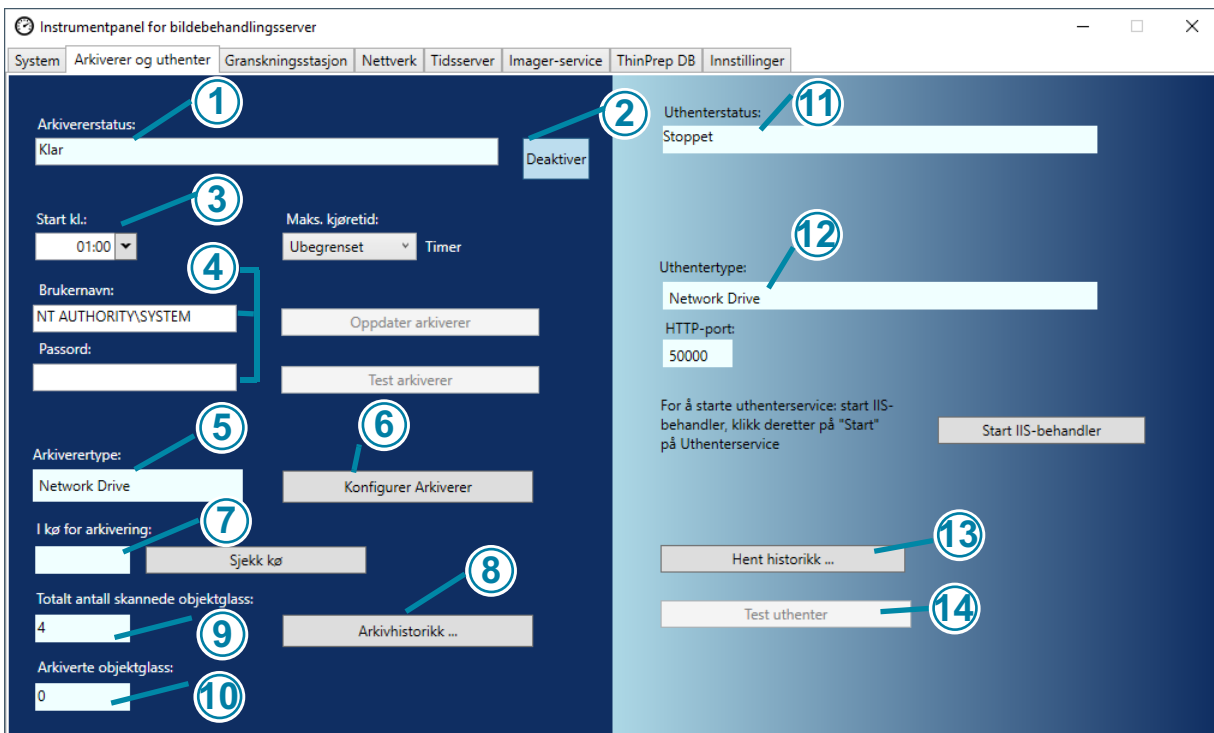 Instrumentpanel for bildebehandlingsserver
System Arkiverer og uthenter Granskningsstasjon Nettverk Tidsserver Imager-service ThinPrep DB Innstillinger
1
Arkivererstatus:
Klar
2
Deaktiver
3
Start kl.:
01:00
Maks. kjøretid:
Ubegrenset Timer
4
Brukernavn:
NT AUTHORITY\SYSTEM
Oppdater arkiverer
Passord:
Test arkiverer
5
6
Arkiverertype:
Network Drive
Konfigurer Arkiverer
7
I kø for arkivering:
Sjekk kø
8
Totalt antall skannede objektglass:
4
9
Arkivhistorikk ...
Arkiverte objektglass:
0
10
11
Uthenterstatus:
Stoppet
12
Uthentertype:
Network Drive
HTTP-port:
50000
For å starte uthenterservice: start IIS-
behandler, klikk deretter på "Start"
på Uthenterservice
Start IIS-behandler
13
Hent historikk ...
14
Test uthenter